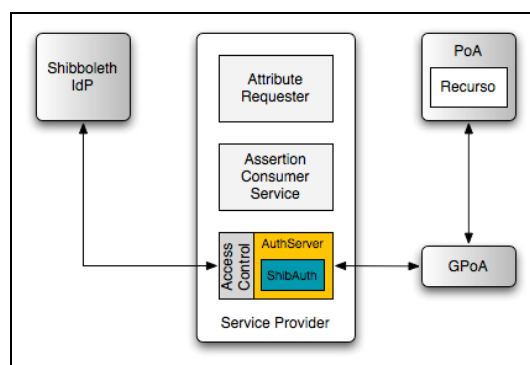 Shibboleth
IdP
Attribute
Requester
Assertion
Consumer
Service
Access
Control
AuthServer
ShibAuth
Service Provider
PoA
Recurso
GPoA